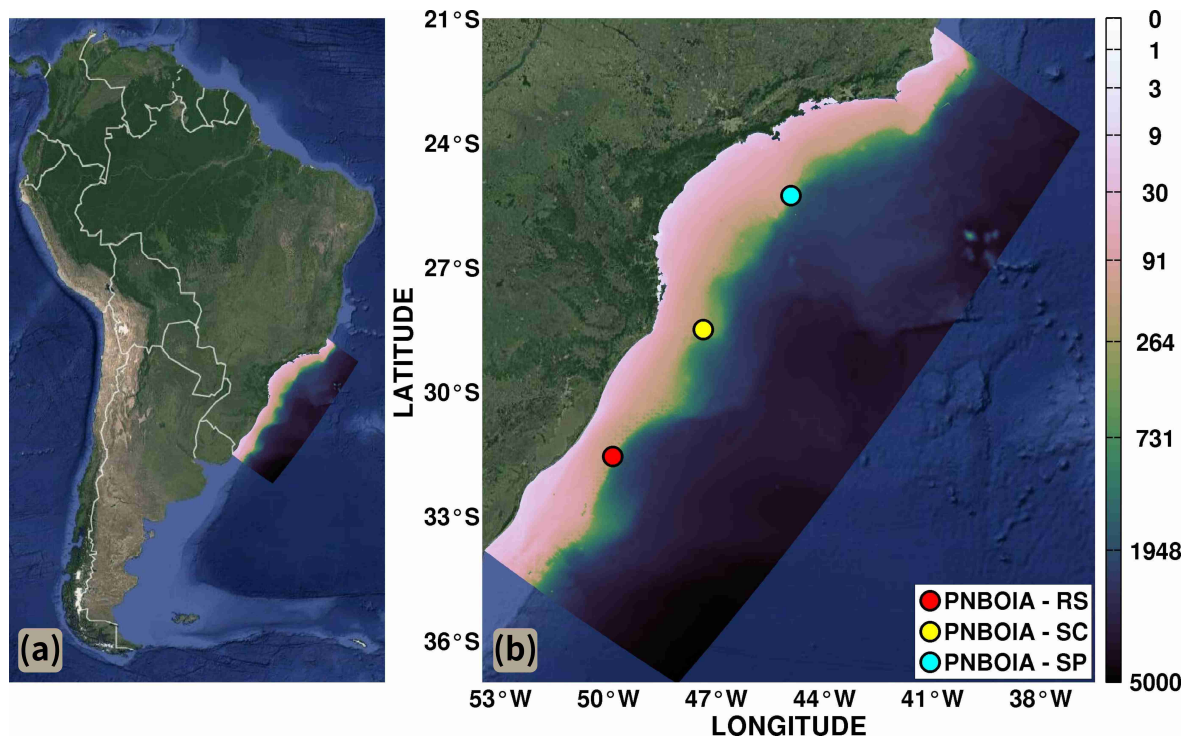 (a)
LATITUDE
21°S
24°S
27°S
30°S
33°S
36°S
(b)
PNBOIA - RS
PNBOIA - SC
PNBOIA - SP
53°W 50°W 47°W 44°W 41°W 38°W
LONGITUDE
0
1
3
9
30
91
264
731
1948
5000